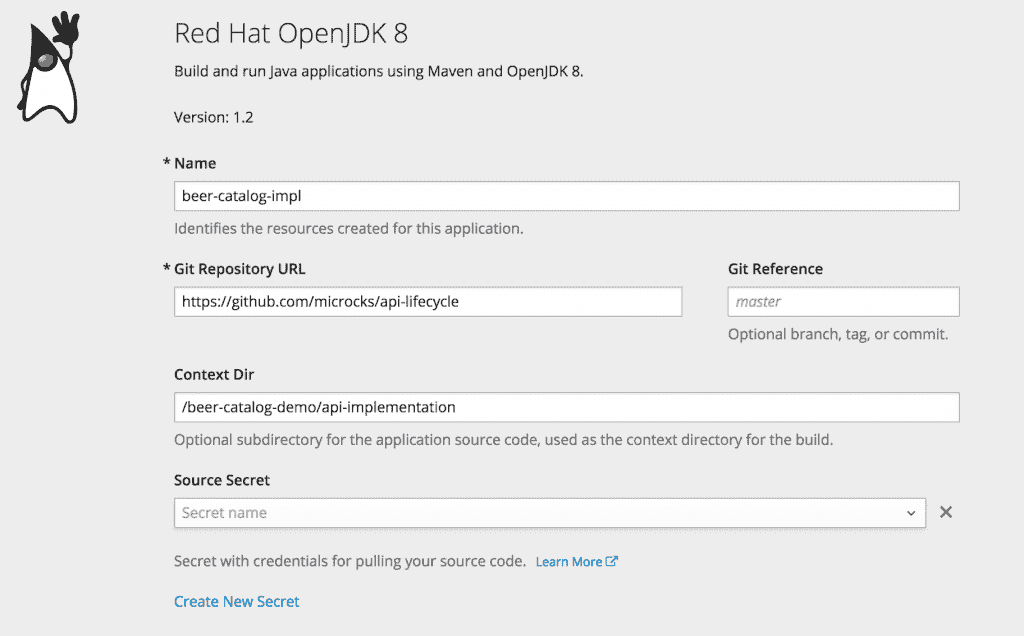 Red Hat OpenJDK 8
Build and run Java applications using Maven and OpenJDK 8.
Version: 1.2
* Name
beer-catalog-impl
Identifies the resources created for this application.
* Git Repository URL
https://github.com/microcks/api-lifecycle
Git Reference
master
Optional branch, tag, or commit.
Context Dir
/beer-catalog-demo/api-implementation
Optional subdirectory for the application source code, used as the context directory for the build.
Source Secret
Secret name
Secret with credentials for pulling your source code. Learn More
Create New Secret